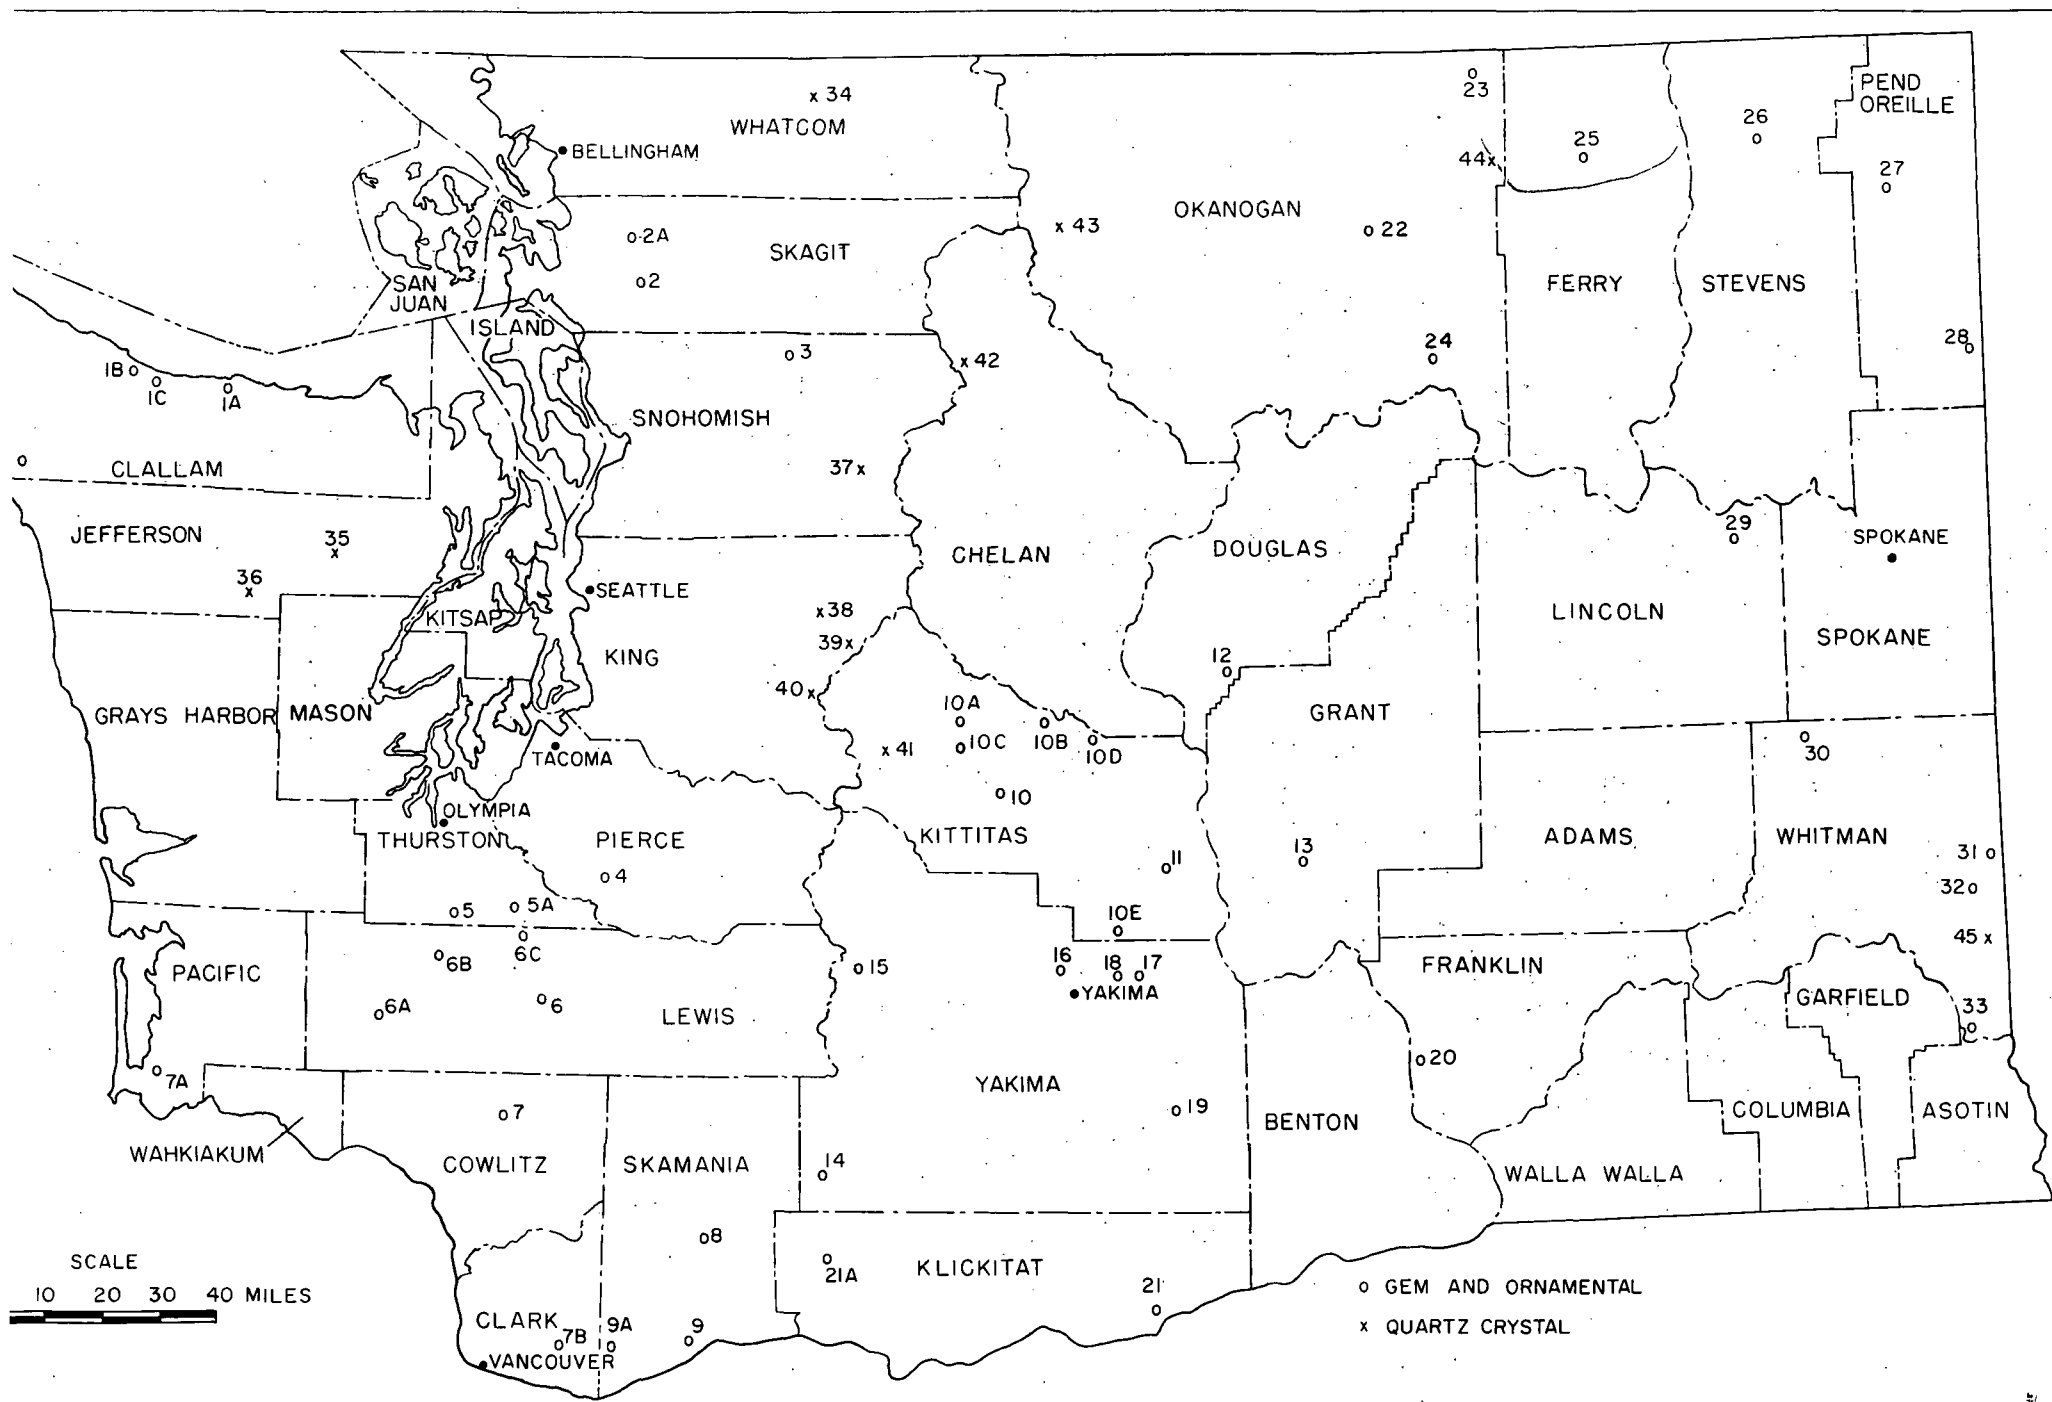 x 34
WHATCOM
23
PEND
OREILLE
BELLINGHAM
44x
25
26
27
2A
SKAGIT
x 43
OKANOGAN
22
2
SAN
JUAN
ISLAND
FERRY
STEVENS
3
x 42
24
28
1B
1C
1A
SNOHOMISH
CLALLAM
37x
JEFFERSON
35
x
36
x
CHELAN
DOUGLAS
29
SPOKANE
SEATTLE
KITSAP
x38
39x
LINCOLN
SPOKANE
KING
12
40x
GRAYS HARBOR
MASON
10A
10B
10C
10D
GRANT
x 41
30
TACOMA
10
OLYMPIA
THURSTON
PIERCE
KITTITAS
ADAMS
WHITMAN
4
11
13
31
32
5
5A
10E
45x
6B
6C
15
16
18
17
YAKIMA
FRANKLIN
PACIFIC
6A
6
LEWIS
GARFIELD
33
7A
YAKIMA
20
7
19
BENTON
COLUMBIA
ASOTIN
WAHKIAKUM
COWLITZ
SKAMANIA
14
WALLA WALLA
8
SCALE
10 20 30 40 MILES
21A
KLICKITAT
21
o GEM AND ORNAMENTAL
x QUARTZ CRYSTAL
CLARK
7B
9A
9
VANCOUVER